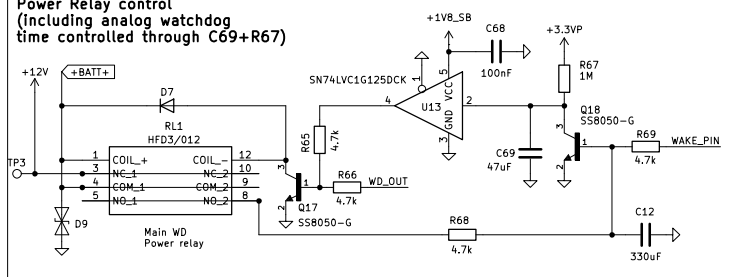 Power Relay control
(including analog watchdog
time controlled through C69+R67)
+12V
+BATT+
D7
RL1
HFD3/012
TP3
1 COIL_+ COIL_- 12
3 NC_1 NC_2 10
4 COM_1 COM_2 9
5 NO_1 NO_2 8
D9
Main WD
Power relay
3
1
2
Q17
SS8050-G
R65
4.7k
R66
4.7k
WD_OUT
+1V8_SB
C68
100nF
SN74LVC1G125DCK
1
5
VCC
U13
GND
3
4
2
+3.3VP
R67
1M
Q18
SS8050-G
3
1
2
C69
47uF
R69
4.7k
WAKE_PIN
R68
4.7k
C12
330uF